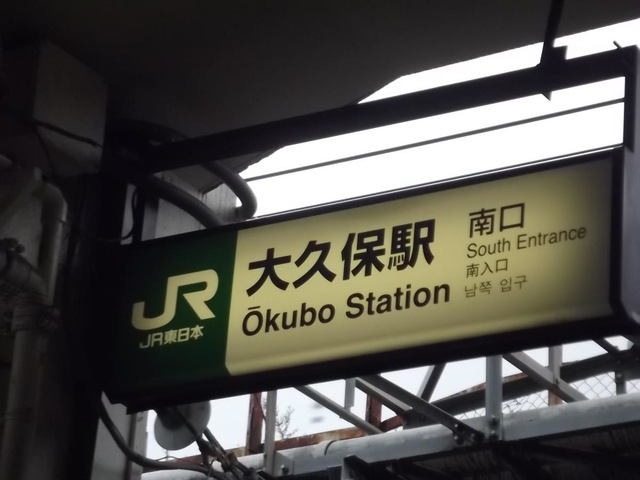 JR
JR東日本
大久保駅
Ōkubo Station
南口
South Entrance
南入口
남쪽 입구